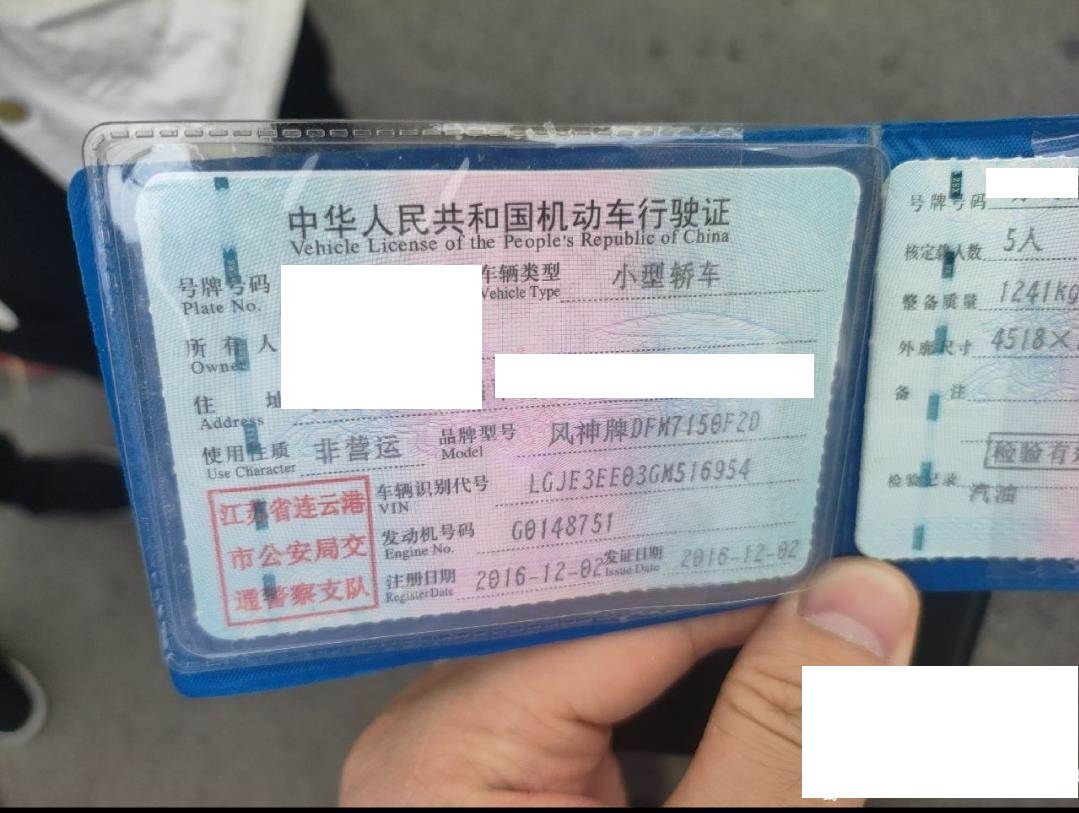 中华人民共和国机动车行驶证
Vehicle License of the People's Republic of China
号牌号码
Plate No.
车辆类型 小型轿车
Vehicle Type
所有人
Owner
住 址
Address
使用性质 非营运
Use Character
品牌型号 风神牌DFM7150F2D
Model
江苏省连云港
市公安局交
通警察支队
车辆识别代号 LGJE3EE03GM516954
VIN
发动机号码 G0148751
Engine No.
注册日期 2016-12-02
Register Date
发证日期 2016-12-02
Issue Date
号牌号码
核定载人数 5人
整备质量 1241kg
外廓尺寸 4518×
备 注
检验有
检验记录
汽油